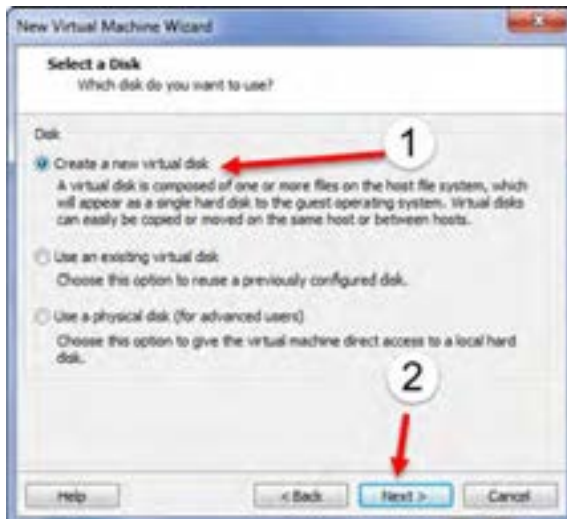 New Virtual Machine Wizard
Select a Disk
Which disk do you want to use?
Disk
1
Create a new virtual disk
A virtual disk is composed of one or more files on the host file system, which
will appear as a single hard disk to the guest operating system. Virtual disks
can easily be copied or moved on the same host or between hosts.
Use an existing virtual disk
Choose this option to reuse a previously configured disk.
Use a physical disk (for advanced users)
Choose this option to give the virtual machine direct access to a local hard
disk.
2
Help
< Back
Next >
Cancel